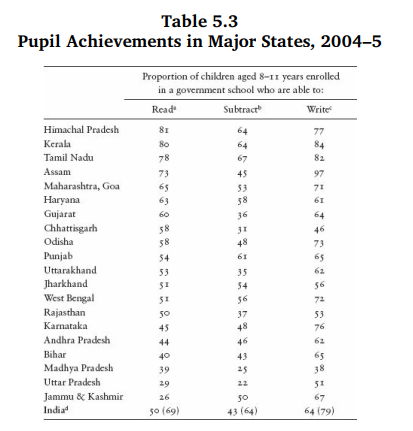 Table 5.3
Pupil Achievements in Major States, 2004–5
Proportion of children aged 8–11 years enrolled
in a government school who are able to:
Readᵃ Subtractᵇ Writeᶜ
Himachal Pradesh 81 64 77
Kerala 80 64 84
Tamil Nadu 78 67 82
Assam 73 45 97
Maharashtra, Goa 65 53 71
Haryana 63 58 61
Gujarat 60 36 64
Chhattisgarh 58 31 46
Odisha 58 48 73
Punjab 54 61 65
Uttarakhand 53 35 62
Jharkhand 51 54 56
West Bengal 51 56 72
Rajasthan 50 37 53
Karnataka 45 48 76
Andhra Pradesh 44 46 62
Bihar 40 43 65
Madhya Pradesh 39 25 38
Uttar Pradesh 29 22 51
Jammu & Kashmir 26 50 67
Indiaᵈ 50 (69) 43 (64) 64 (79)